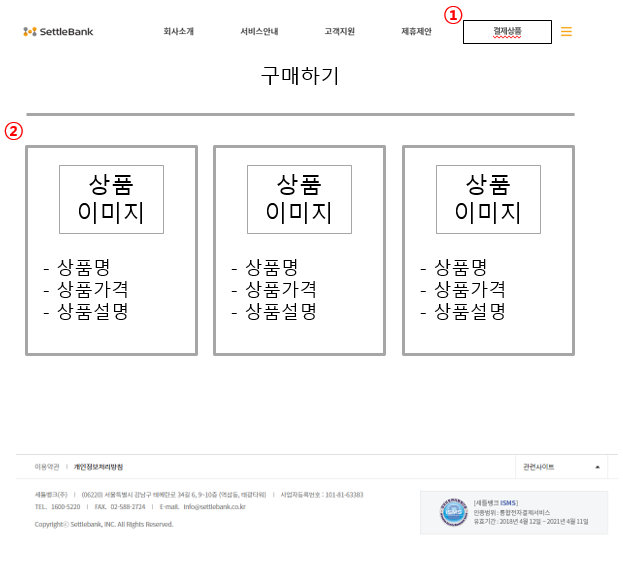 ①
SettleBank 회사소개 서비스안내 고객지원 제휴제안 결제상품
구매하기
②
상품
이미지
- 상품명
- 상품가격
- 상품설명
상품
이미지
- 상품명
- 상품가격
- 상품설명
상품
이미지
- 상품명
- 상품가격
- 상품설명
이용약관 | 개인정보처리방침
관련사이트
세틀뱅크(주) | (06220) 서울특별시 강남구 테헤란로 34길 6, 9~10층 (역삼동, 태광타워) | 사업자등록번호 : 101-81-63383
TEL. 1600-5220 | FAX. 02-588-2724 | E-mail. info@settlebank.co.kr
Copyrightⓒ Settlebank, INC. All Rights Reserved.
ISMS
[세틀뱅크 ISMS]
인증범위 : 통합전자결제서비스
유효기간 : 2018년 4월 12일 ~ 2021년 4월 11일